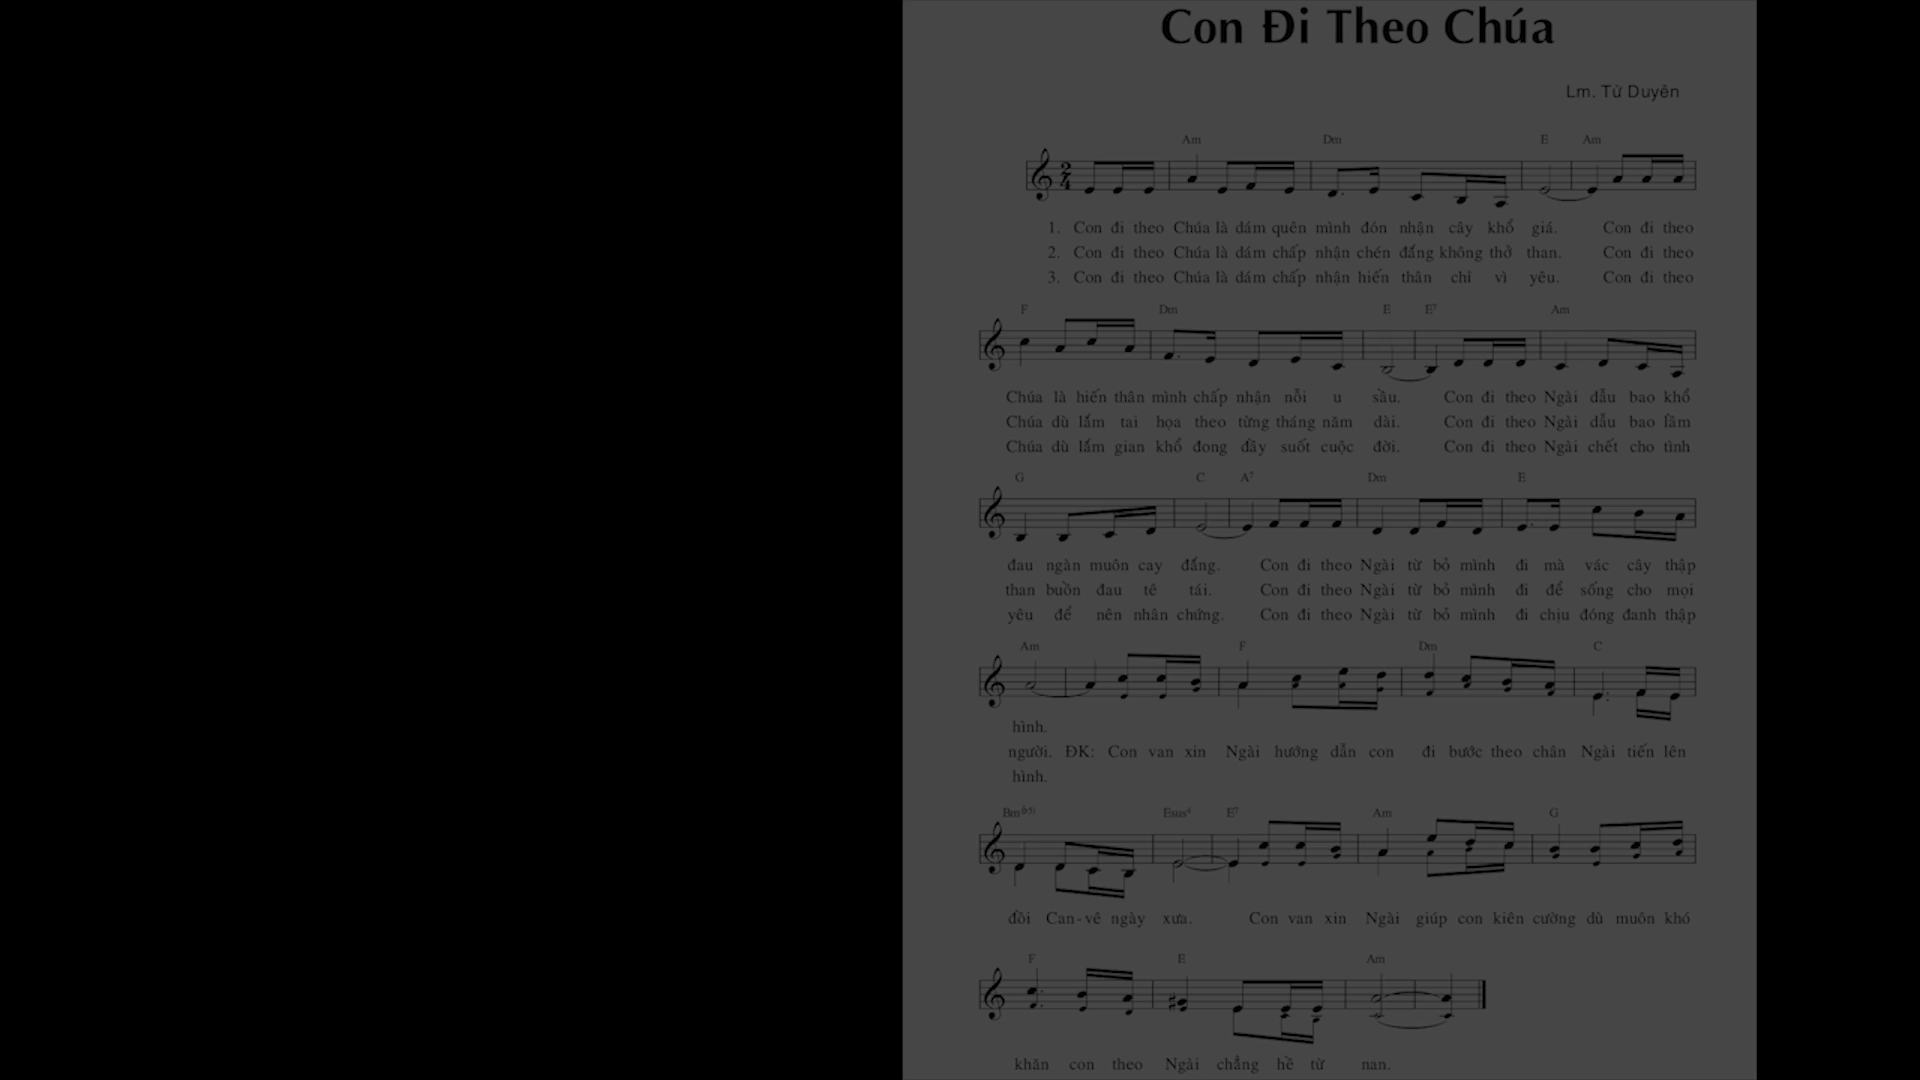 Con Đi Theo Chúa
Lm. Từ Duyên
Am Dm E Am
1. Con đi theo Chúa là dám quên mình đón nhận cây khổ giá. Con đi theo
2. Con đi theo Chúa là dám chấp nhận chén đắng không thở than. Con đi theo
3. Con đi theo Chúa là dám chấp nhận hiến thân chỉ vì yêu. Con đi theo
F Dm E E7 Am
Chúa là hiến thân mình chấp nhận nỗi u sầu. Con đi theo Ngài dẫu bao khổ
Chúa dù lắm tai họa theo từng tháng năm dài. Con đi theo Ngài dẫu bao lầm
Chúa dù lắm gian khổ đong đầy suốt cuộc đời. Con đi theo Ngài chết cho tình
G C A7 Dm E
đau ngàn muôn cay đắng. Con đi theo Ngài từ bỏ mình đi mà vác cây thập
than buồn đau tê tái. Con đi theo Ngài từ bỏ mình đi để sống cho mọi
yêu để nên nhân chứng. Con đi theo Ngài từ bỏ mình đi chịu đóng đanh thập
Am F Dm C
hình.
người. ĐK: Con van xin Ngài hướng dẫn con đi bước theo chân Ngài tiến lên
hình.
Bm(b5) Esus4 E7 Am G
đồi Can-vê ngày xưa. Con van xin Ngài giúp con kiên cường dù muôn khó
F E Am
khăn con theo Ngài chẳng hề từ nan.